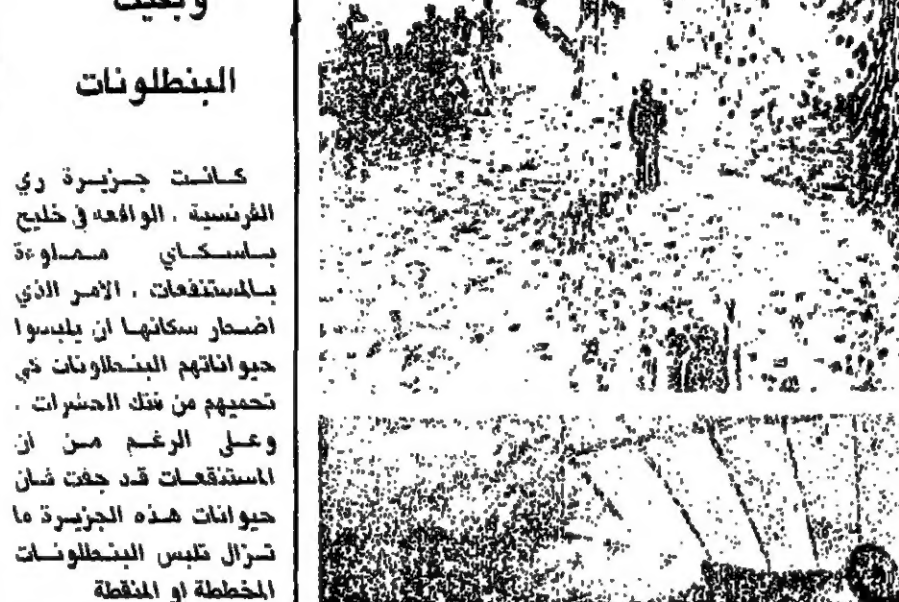 وبقيت
البنطلونات
كانت جزيرة ري
الفرنسية . الواقعه في خليج
باسكاي مملوءة
بالمستنقعات . الامر الذي
اضطر سكانها ان يلبسوا
حيواناتهم البنطلونات كي
تحميهم من فتك الحشرات .
وعلى الرغم من ان
المستنقعات قد جفت فان
حيوانات هذه الجزيرة ما
تزال تلبس البنطلونات
المخططة او المنقطة